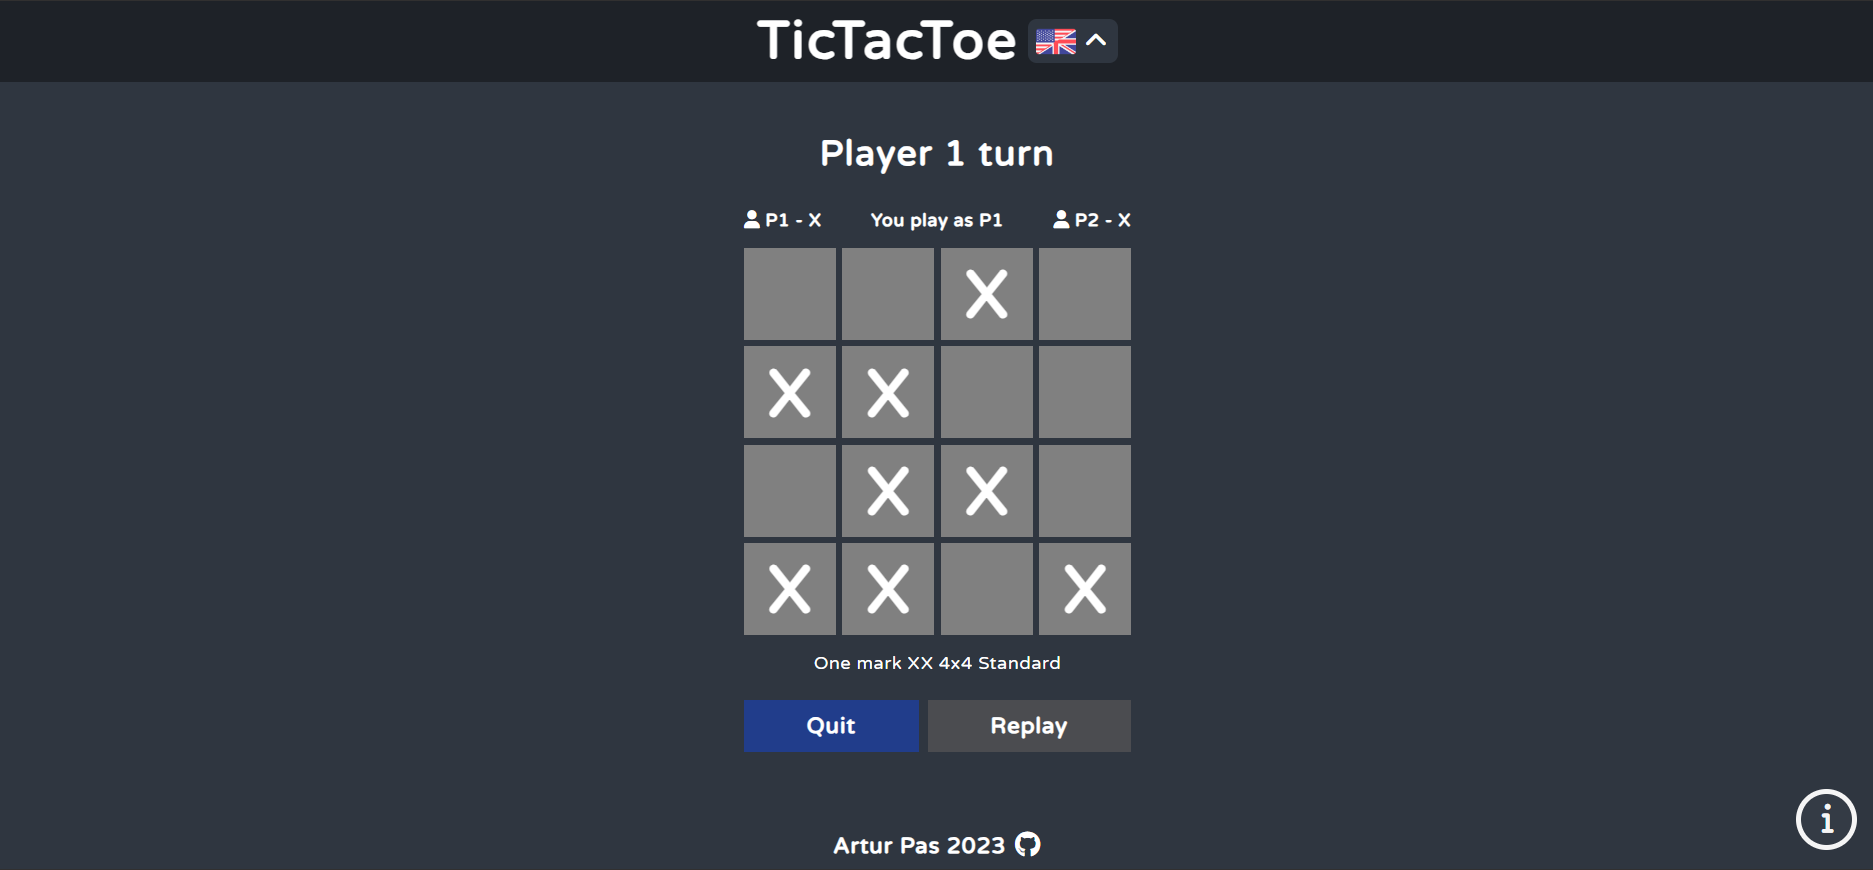 TicTacToe
Player 1 turn
P1 - X You play as P1 P2 - X
X
X X
X X
X X X
One mark XX 4x4 Standard
Quit Replay
Artur Pas 2023
i